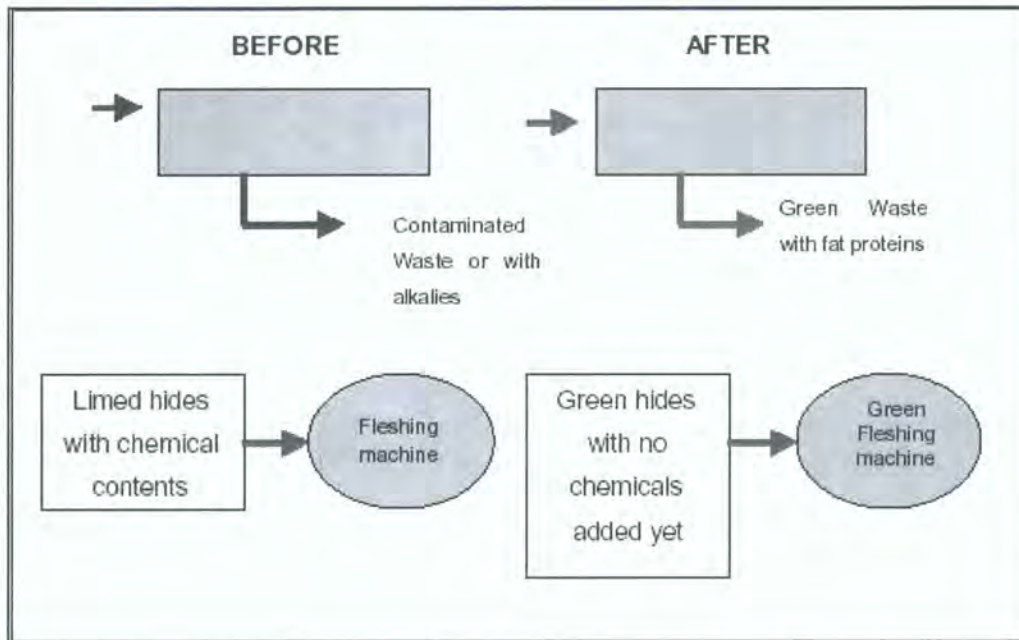 BEFORE
AFTER
Contaminated
Waste or with
alkalies
Green Waste
with fat proteins
Limed hides
with chemical
contents
Fleshing
machine
Green hides
with no
chemicals
added yet
Green
Fleshing
machine